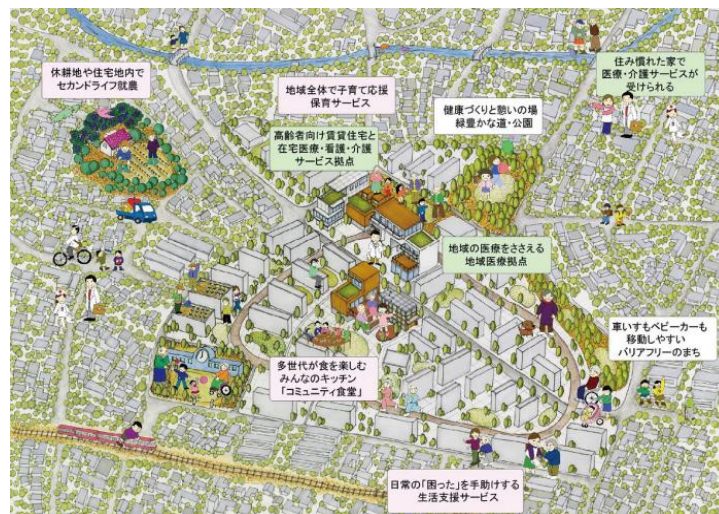 休耕地や住宅地内で
セカンドライフ就農
地域全体で子育て応援
保育サービス
住み慣れた家で
医療・介護サービスが
受けられる
健康づくりと憩いの場
緑豊かな道・公園
高齢者向け賃貸住宅と
在宅医療・看護・介護
サービス拠点
地域の医療をささえる
地域医療拠点
車いすもベビーカーも
移動しやすい
バリアフリーのまち
多世代が食を楽しむ
みんなのキッチン
「コミュニティ食堂」
日常の「困った」を手助けする
生活支援サービス